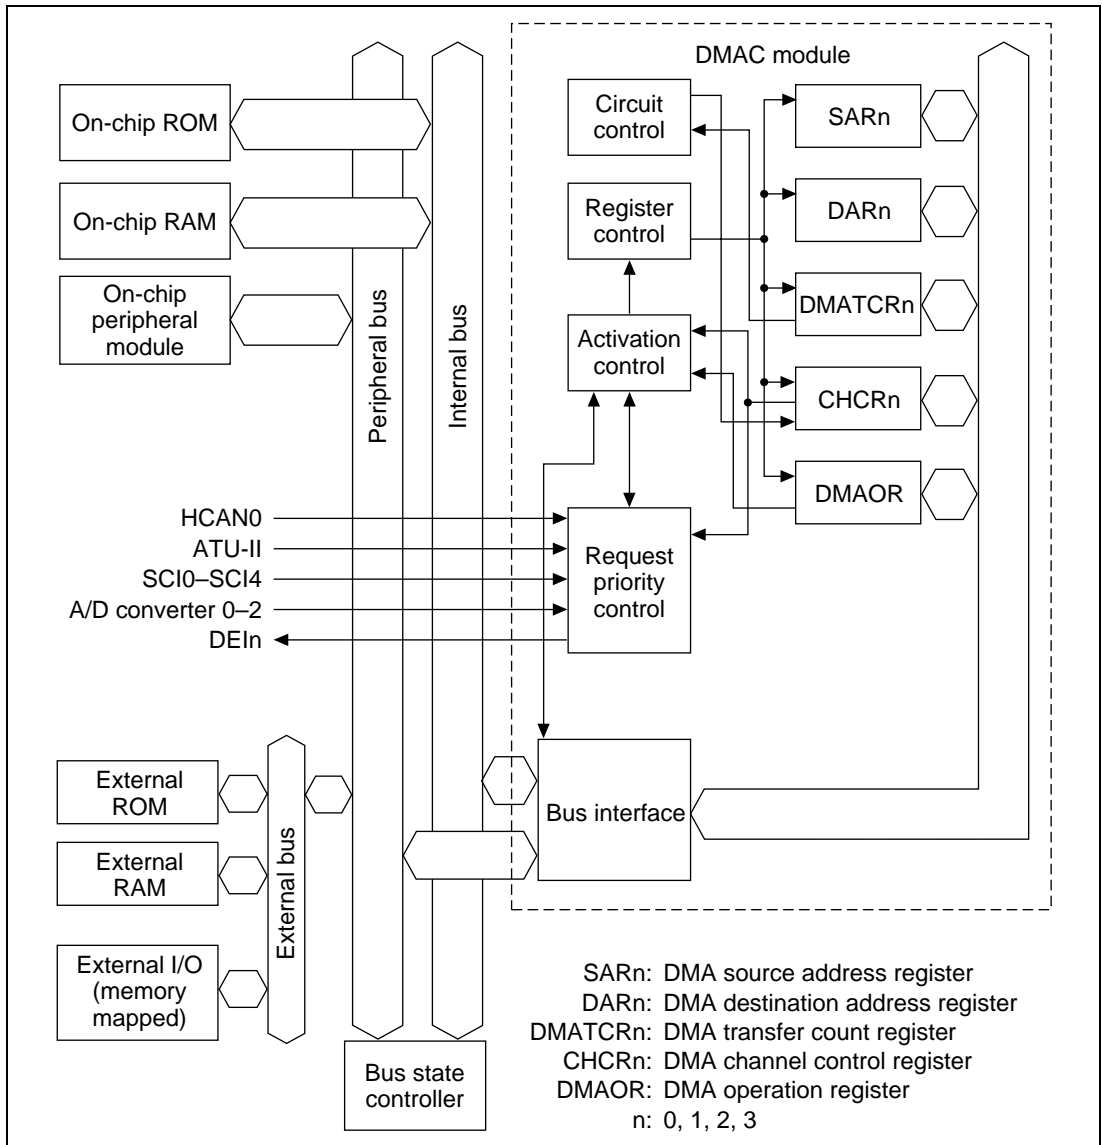 DMAC module
On-chip ROM
On-chip RAM
On-chip
peripheral
module
Peripheral bus
Internal bus
Circuit
control
Register
control
Activation
control
Request
priority
control
SARn
DARn
DMATCRn
CHCRn
DMAOR
HCAN0
ATU-II
SCI0–SCI4
A/D converter 0–2
DEIn
External
ROM
External
RAM
External I/O
(memory
mapped)
External bus
Bus interface
Bus state
controller
SARn: DMA source address register
DARn: DMA destination address register
DMATCRn: DMA transfer count register
CHCRn: DMA channel control register
DMAOR: DMA operation register
n: 0, 1, 2, 3